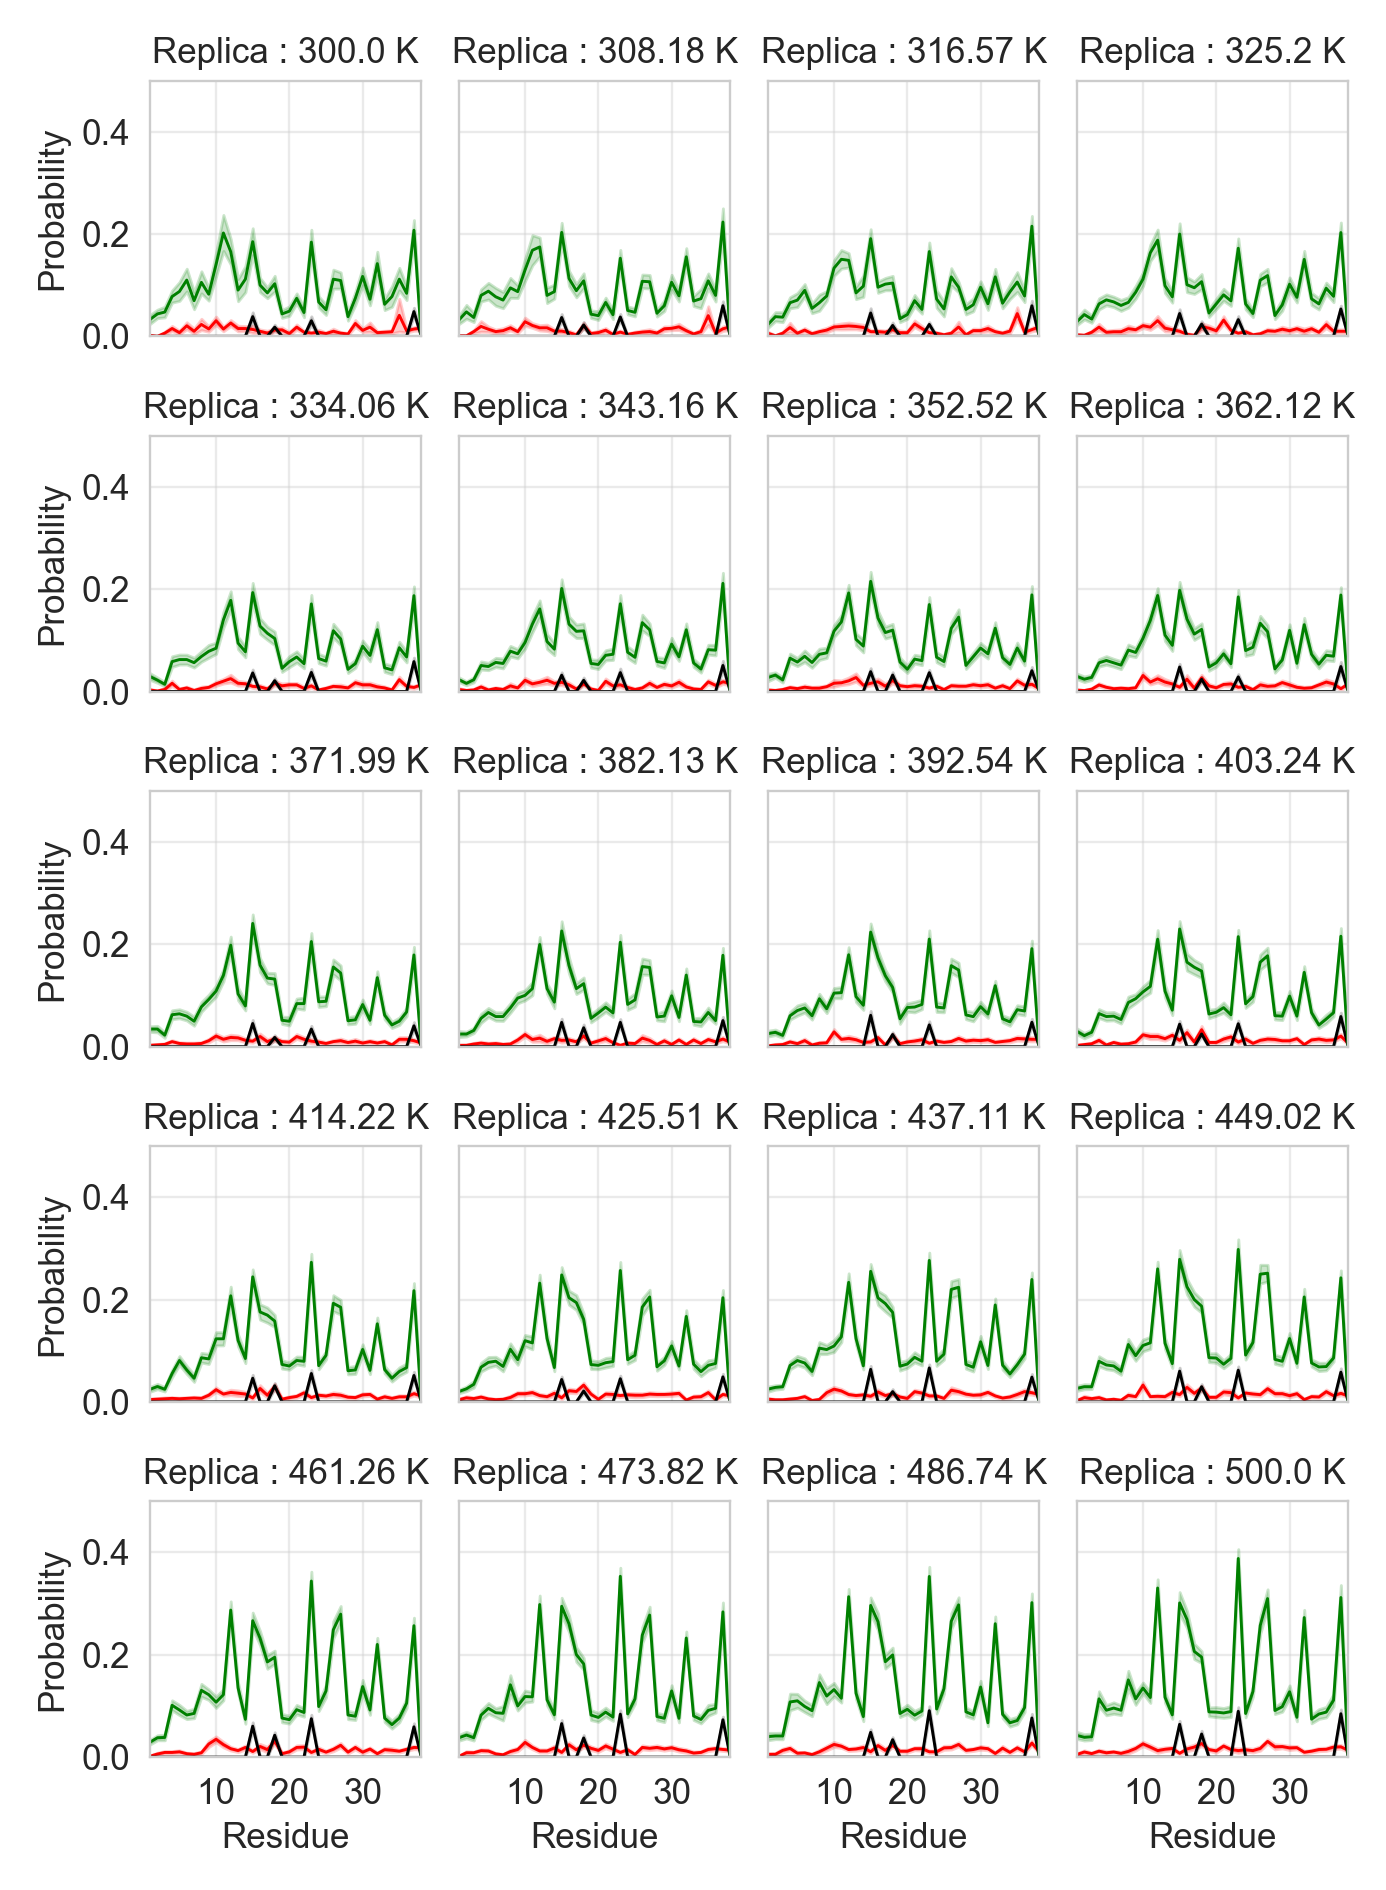 Replica : 300.0 K
Replica : 308.18 K
Replica : 316.57 K
Replica : 325.2 K
Probability
0.4
0.2
0.0
Replica : 334.06 K
Replica : 343.16 K
Replica : 352.52 K
Replica : 362.12 K
Probability
0.4
0.2
0.0
Replica : 371.99 K
Replica : 382.13 K
Replica : 392.54 K
Replica : 403.24 K
Probability
0.4
0.2
0.0
Replica : 414.22 K
Replica : 425.51 K
Replica : 437.11 K
Replica : 449.02 K
Probability
0.4
0.2
0.0
Replica : 461.26 K
Replica : 473.82 K
Replica : 486.74 K
Replica : 500.0 K
Probability
0.4
0.2
0.0
10 20 30
10 20 30
10 20 30
10 20 30
Residue
Residue
Residue
Residue